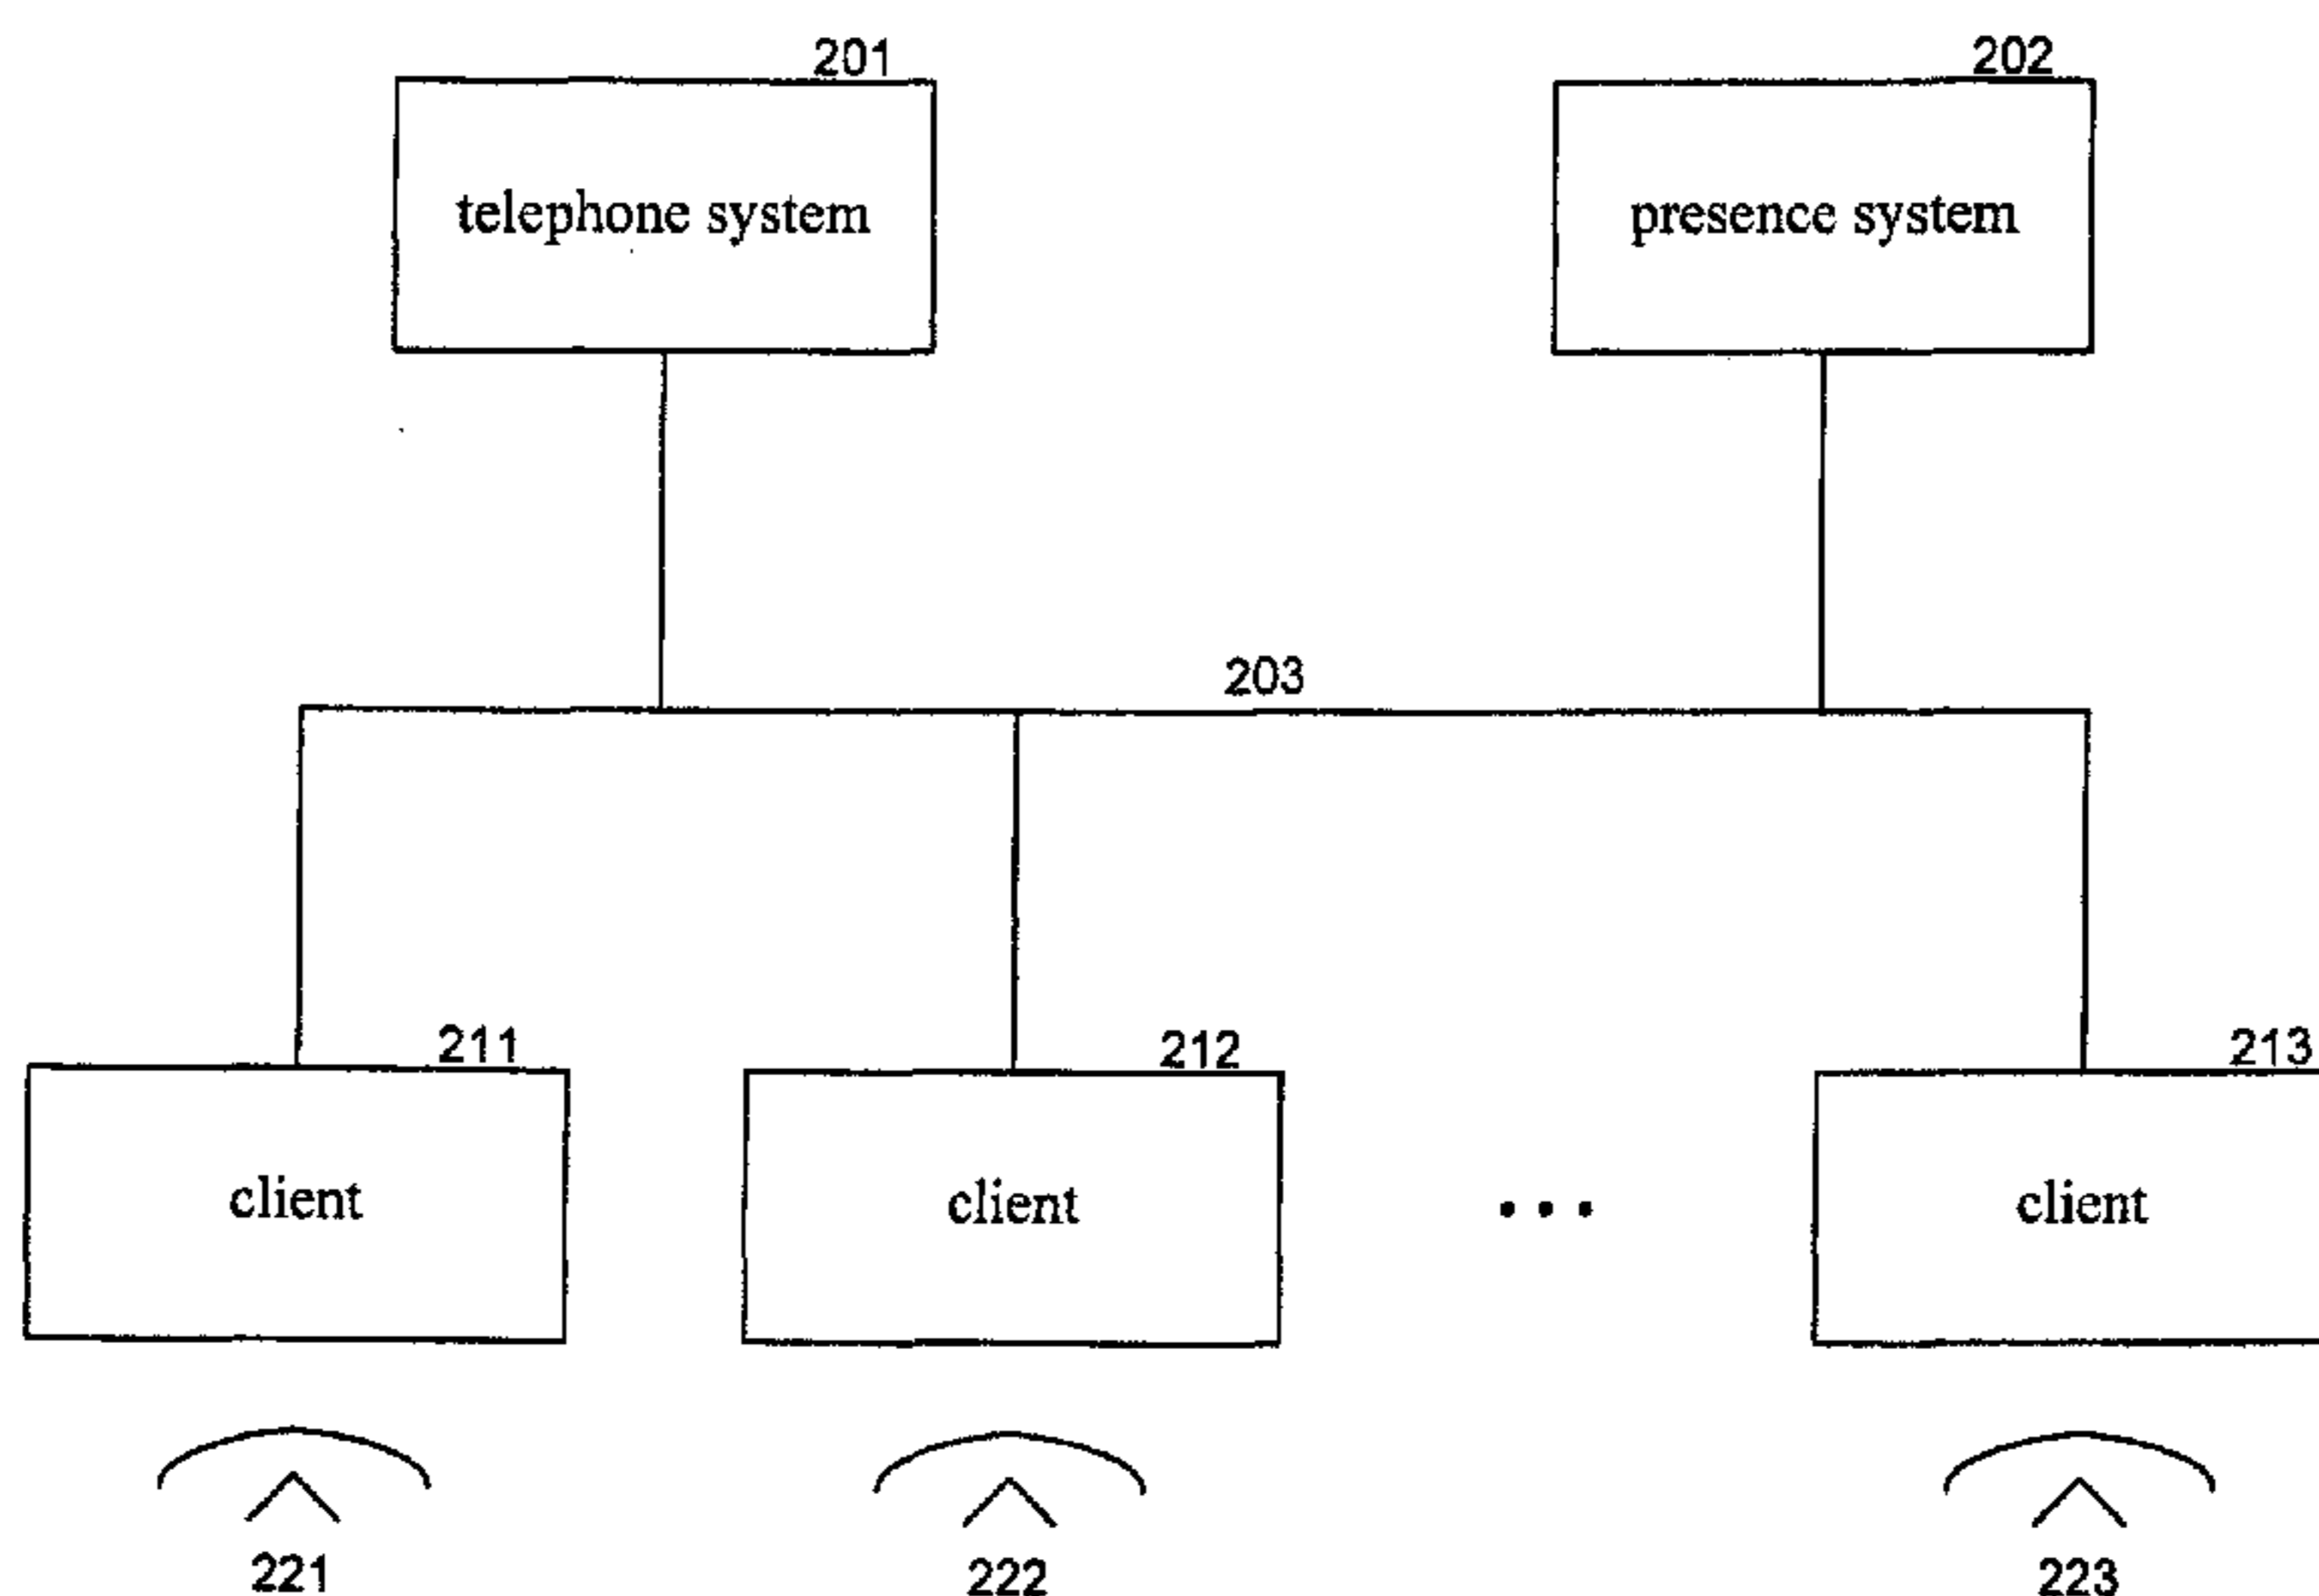 201
202
telephone system
presence system
203
211
212
213
client
client
...
client
221
222
223